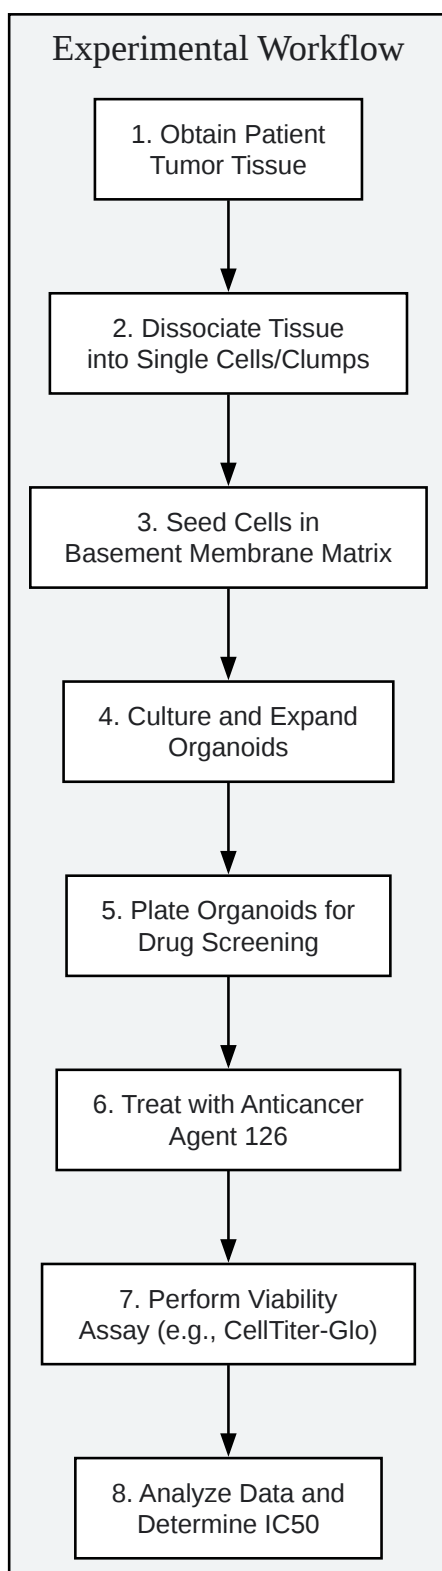 Experimental Workflow
1. Obtain Patient
Tumor Tissue
2. Dissociate Tissue
into Single Cells/Clumps
3. Seed Cells in
Basement Membrane Matrix
4. Culture and Expand
Organoids
5. Plate Organoids for
Drug Screening
6. Treat with Anticancer
Agent 126
7. Perform Viability
Assay (e.g., CellTiter-Glo)
8. Analyze Data and
Determine IC50